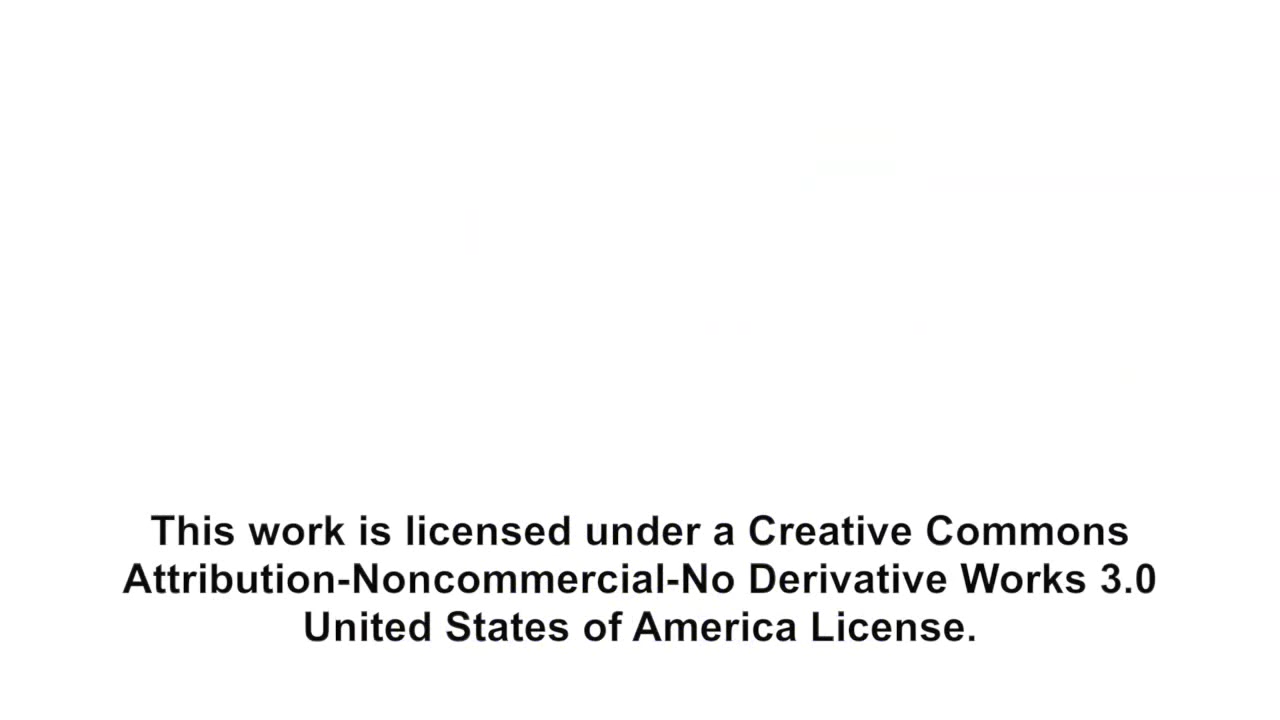 This work is licensed under a Creative Commons
Attribution-Noncommercial-No Derivative Works 3.0
United States of America License.